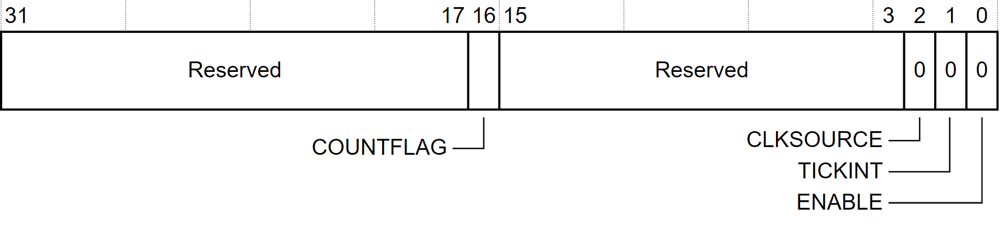 31 17 16 15 3 2 1 0
Reserved Reserved 0 0 0
COUNTFLAG CLKSOURCE
TICKINT
ENABLE